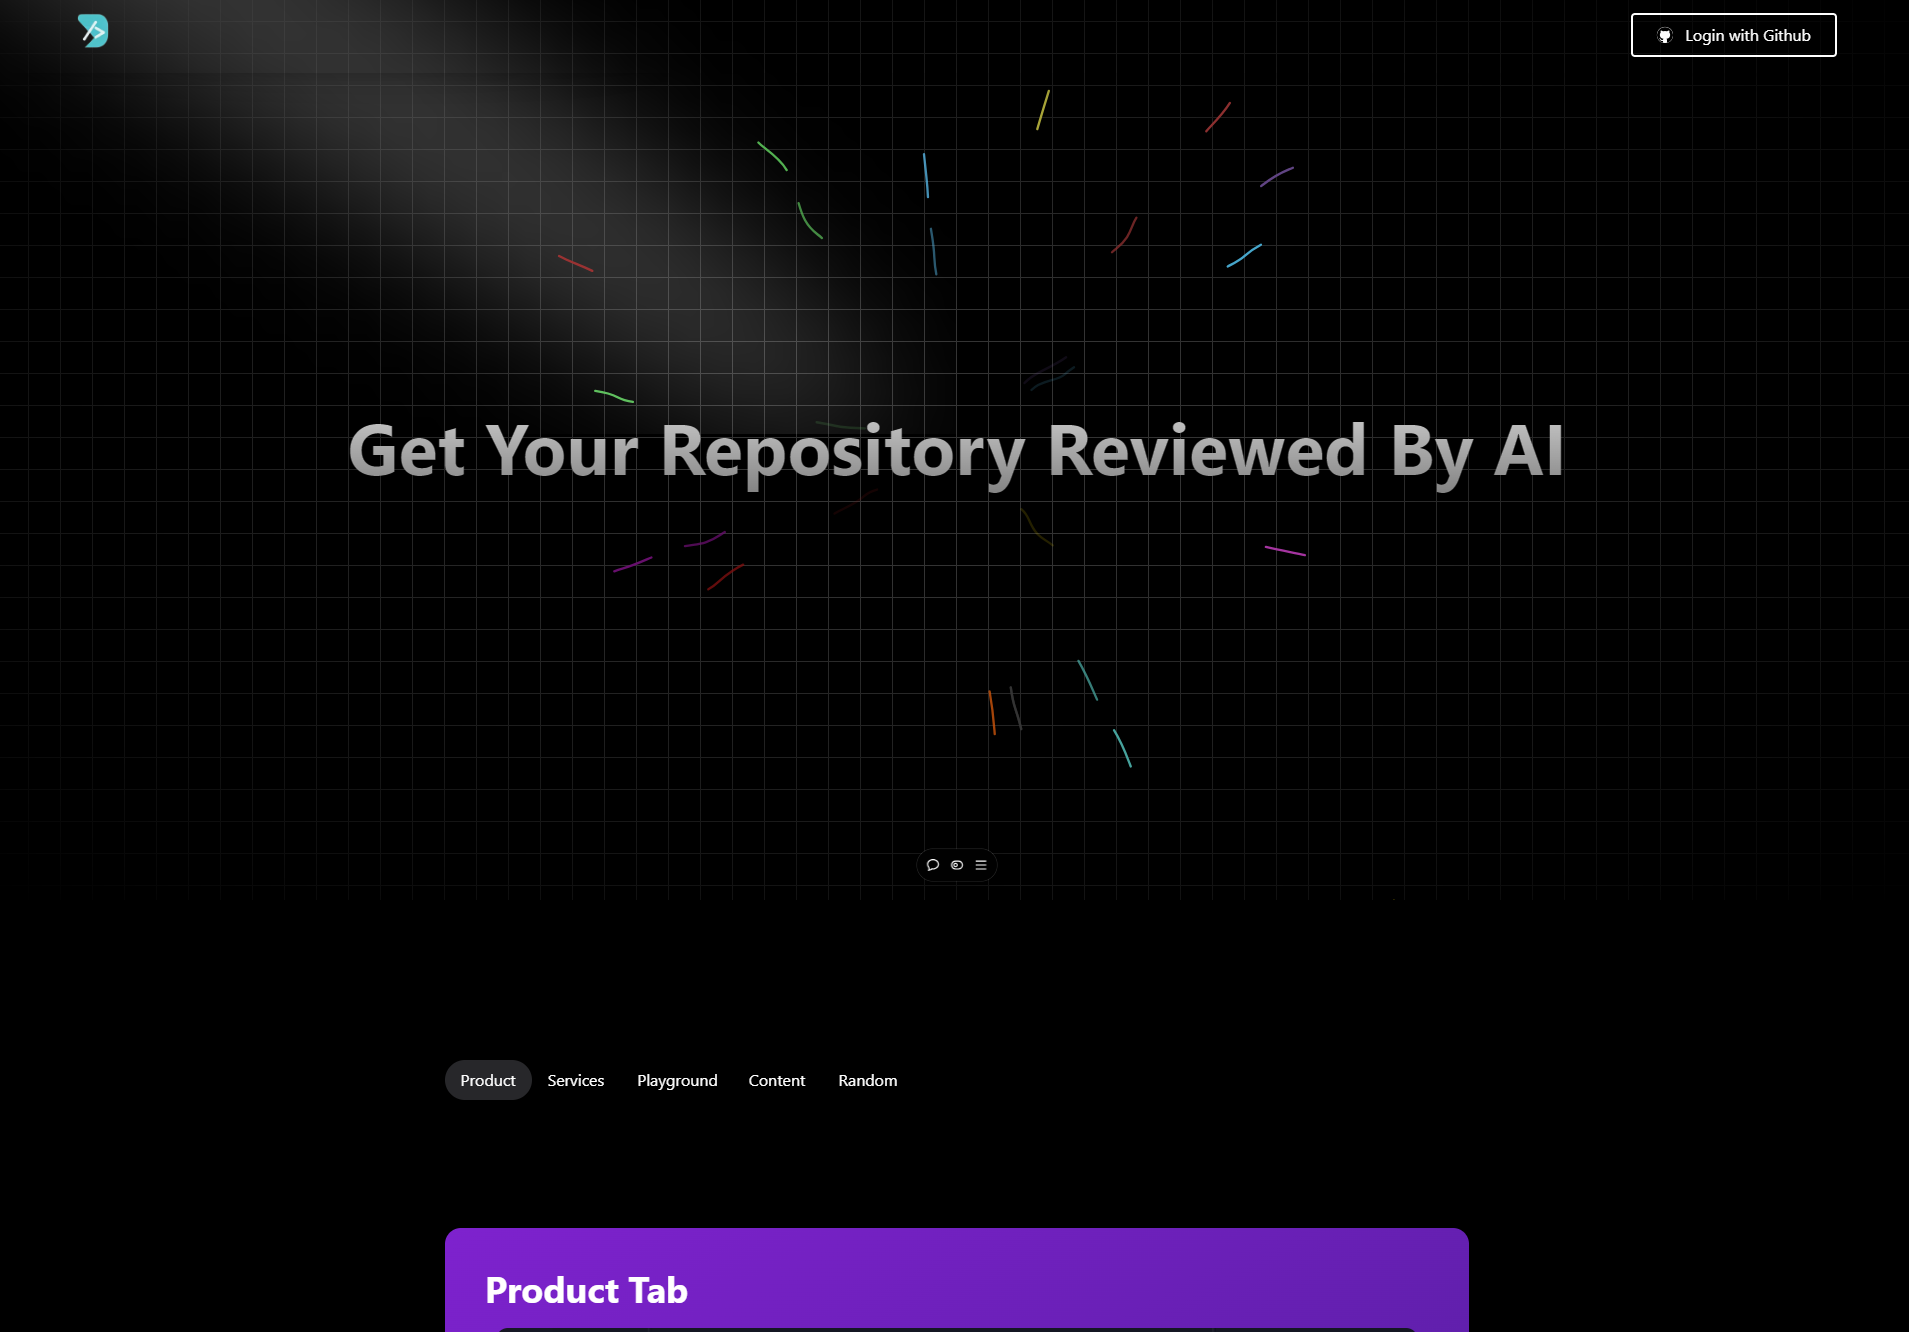 Login with Github
Get Your Repository Reviewed By AI
Product Services Playground Content Random
Product Tab